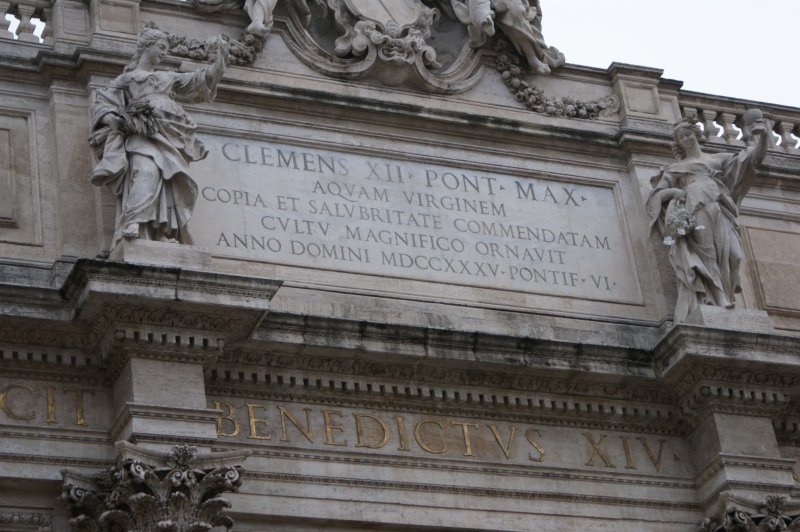 CLEMENS XII· PONT· MAX·
AQVAM VIRGINEM
COPIA ET SALVBRITATE COMMENDATAM
CVLTV MAGNIFICO ORNAVIT
ANNO DOMINI MDCCXXXV· PONTIF· VI·
CIT BENEDICTVS XIV